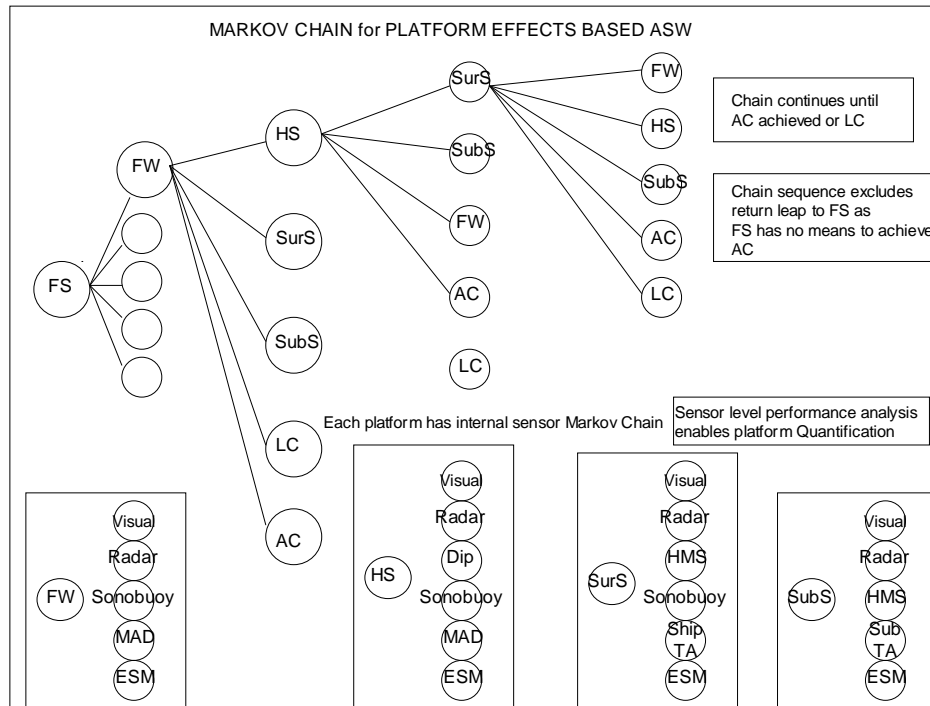 MARKOV CHAIN for PLATFORM EFFECTS BASED ASW
FS
FW
HS
SurS
SubS
LC
AC
SurS
SubS
FW
AC
LC
FW
HS
SubS
AC
LC
Chain continues until
AC achieved or LC
Chain sequence excludes
return leap to FS as
FS has no means to achieve
AC
Each platform has internal sensor Markov Chain
Sensor level performance analysis
enables platform Quantification
FW
Visual
Radar
Sonobuoy
MAD
ESM
HS
Visual
Radar
Dip
Sonobuoy
MAD
ESM
SurS
Visual
Radar
HMS
Sonobuoy
Ship
TA
ESM
SubS
Visual
Radar
HMS
Sub
TA
ESM